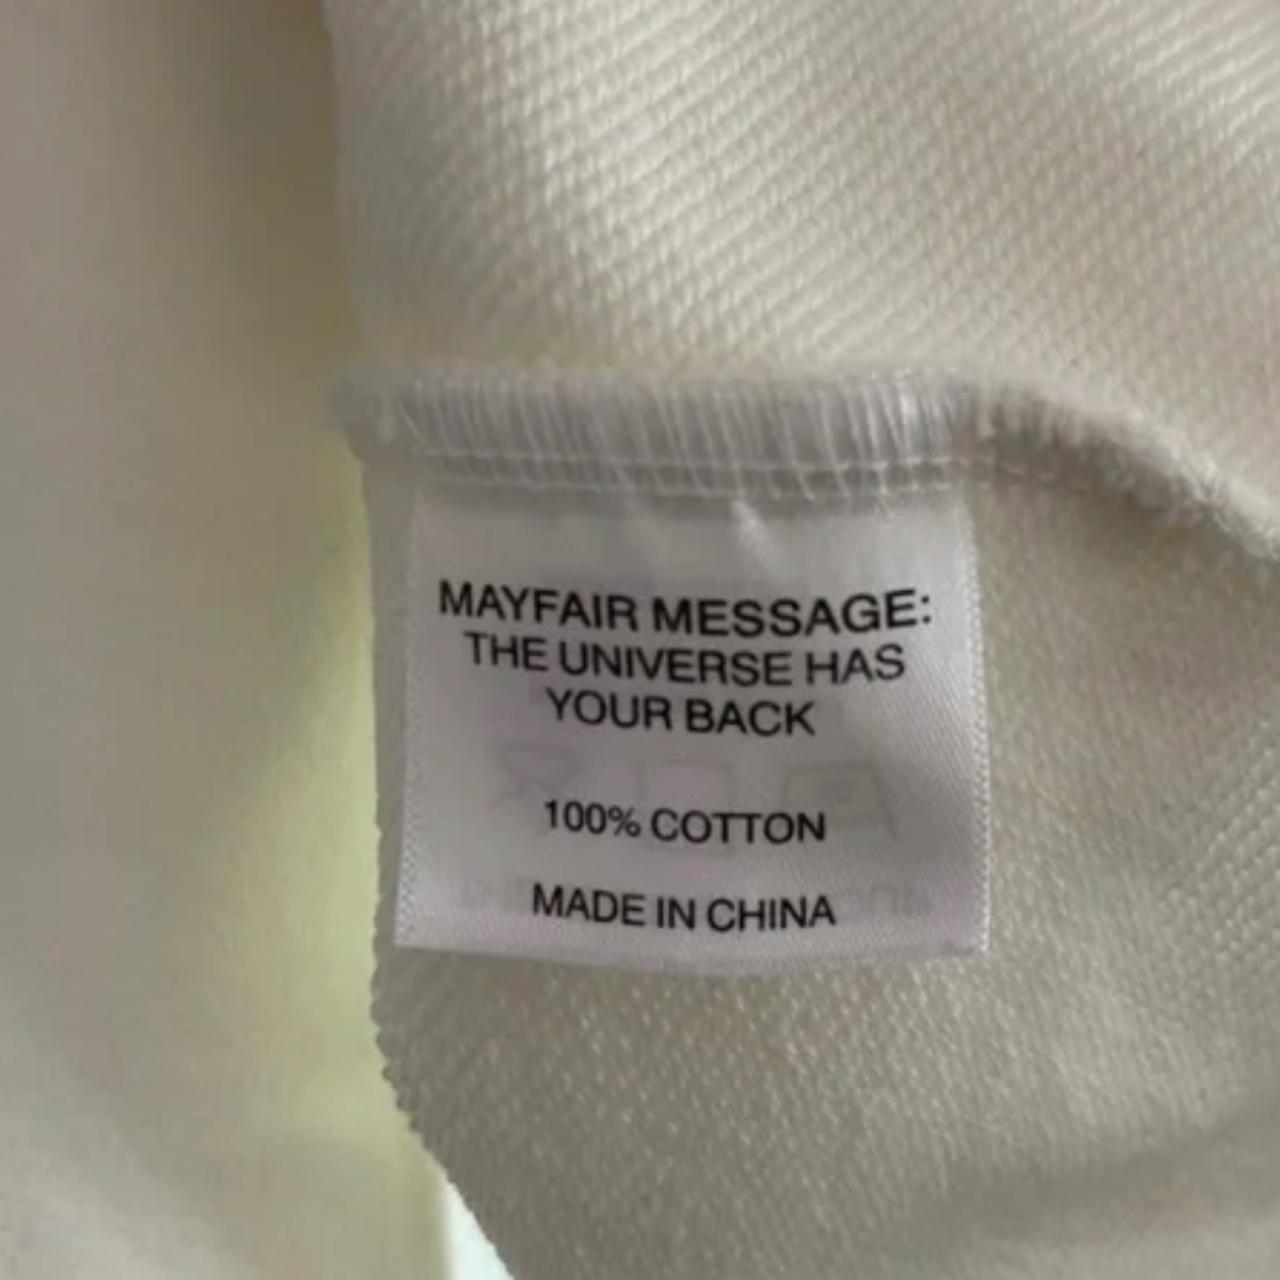 MAYFAIR MESSAGE:
THE UNIVERSE HAS
YOUR BACK
100% COTTON
MADE IN CHINA